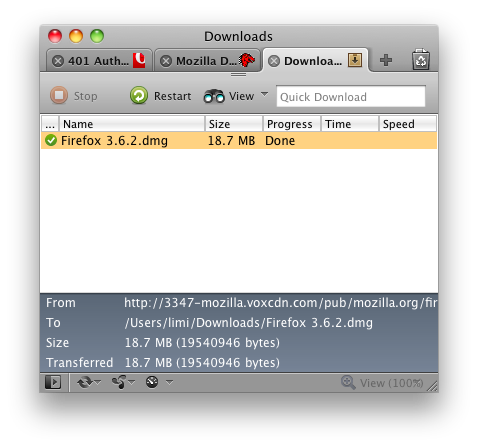 Downloads
401 Auth... Mozilla D... Downloa...
Stop Restart View Quick Download
... Name Size Progress Time Speed
Firefox 3.6.2.dmg 18.7 MB Done
From http://3347-mozilla.voxcdn.com/pub/mozilla.org/fir
To /Users/limi/Downloads/Firefox 3.6.2.dmg
Size 18.7 MB (19540946 bytes)
Transferred 18.7 MB (19540946 bytes)
View (100%)